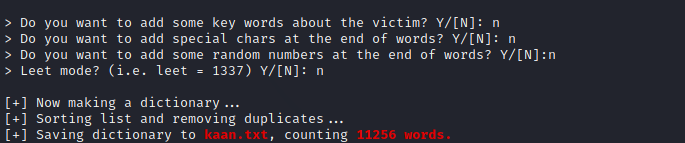 > Do you want to add some key words about the victim? Y/[N]: n
> Do you want to add special chars at the end of words? Y/[N]: n
> Do you want to add some random numbers at the end of words? Y/[N]:n
> Leet mode? (i.e. leet = 1337) Y/[N]: n
[+] Now making a dictionary...
[+] Sorting list and removing duplicates...
[+] Saving dictionary to kaan.txt, counting 11256 words.